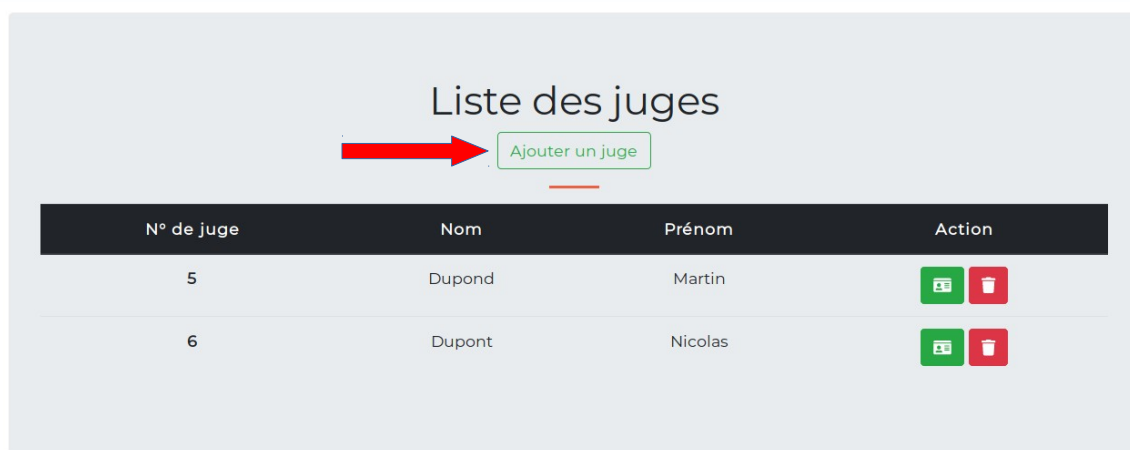 Liste des juges
Ajouter un juge
N° de juge Nom Prénom Action
5 Dupond Martin
6 Dupont Nicolas